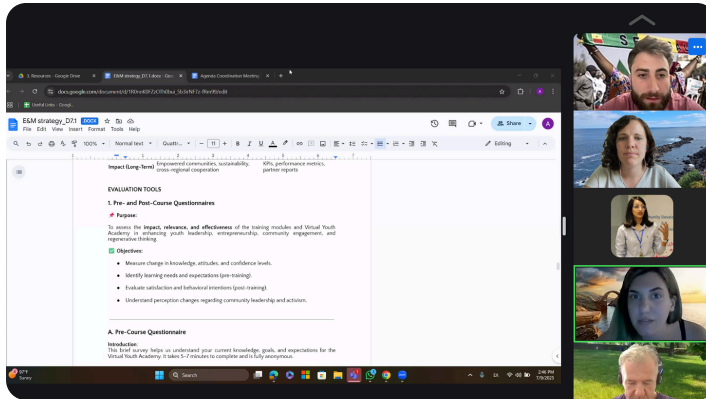 3. Resources - Google Drive
E&M strategy_D7.1.docx - Goo
Agenda Coordination Meeting
Useful Links - Googl...
E&M strategy_D7.1
.DOCX
File Edit View Insert Format Tools Help
Share
A
100%
Normal text
Quattr...
11
B I U A
Editing
Impact (Long-Term)
Empowered communities, sustainability,
cross-regional cooperation
KPIs, performance metrics,
partner reports
EVALUATION TOOLS
1. Pre- and Post-Course Questionnaires
Purpose:
To assess the impact, relevance, and effectiveness of the training modules and Virtual Youth
Academy in enhancing youth leadership, entrepreneurship, community engagement, and
regenerative thinking.
Objectives:
• Measure change in knowledge, attitudes, and confidence levels.
• Identify learning needs and expectations (pre-training).
• Evaluate satisfaction and behavioral intentions (post-training).
• Understand perception changes regarding community leadership and activism.
A. Pre-Course Questionnaire
Introduction:
This brief survey helps us understand your current knowledge, goals, and expectations for the
Virtual Youth Academy. It takes 5–7 minutes to complete and is fully anonymous.
97°F
Sunny
Search
2:46 PM
7/9/2025